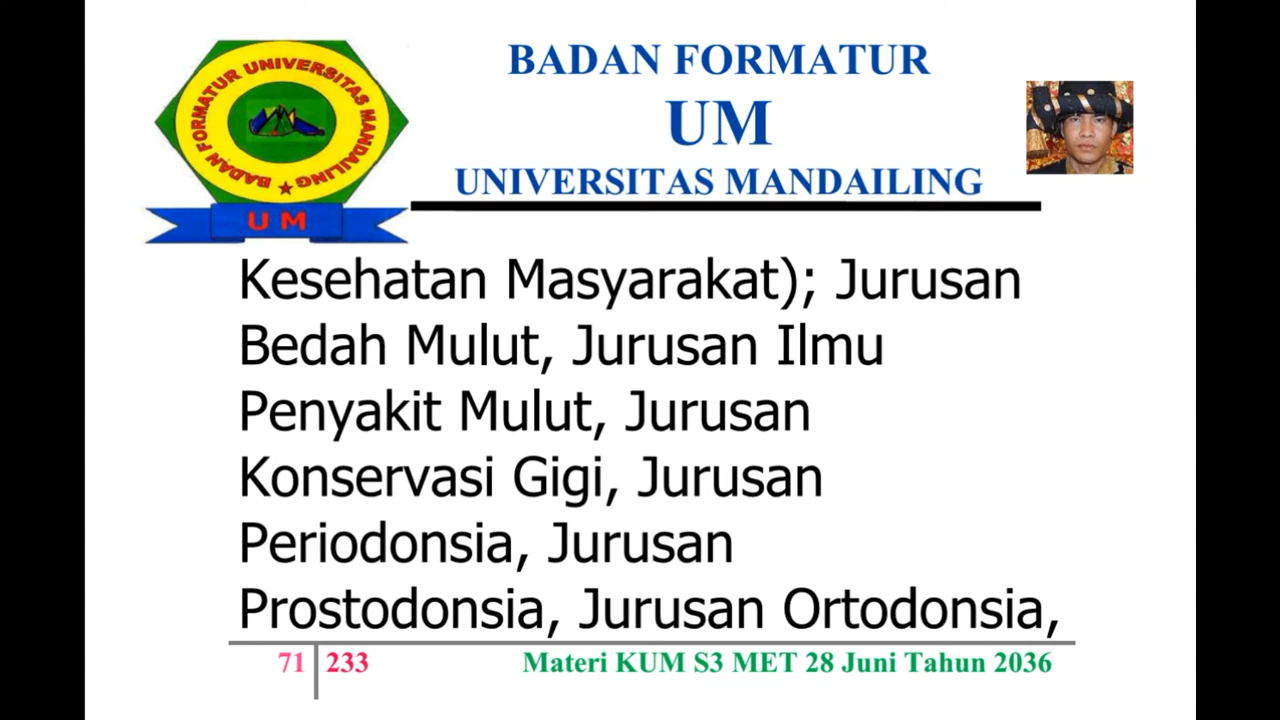 BADAN FORMATUR UNIVERSITAS MANDAILING
U M
BADAN FORMATUR
UM
UNIVERSITAS MANDAILING
Kesehatan Masyarakat); Jurusan
Bedah Mulut, Jurusan Ilmu
Penyakit Mulut, Jurusan
Konservasi Gigi, Jurusan
Periodonsia, Jurusan
Prostodonsia, Jurusan Ortodonsia,
71 233 Materi KUM S3 MET 28 Juni Tahun 2036